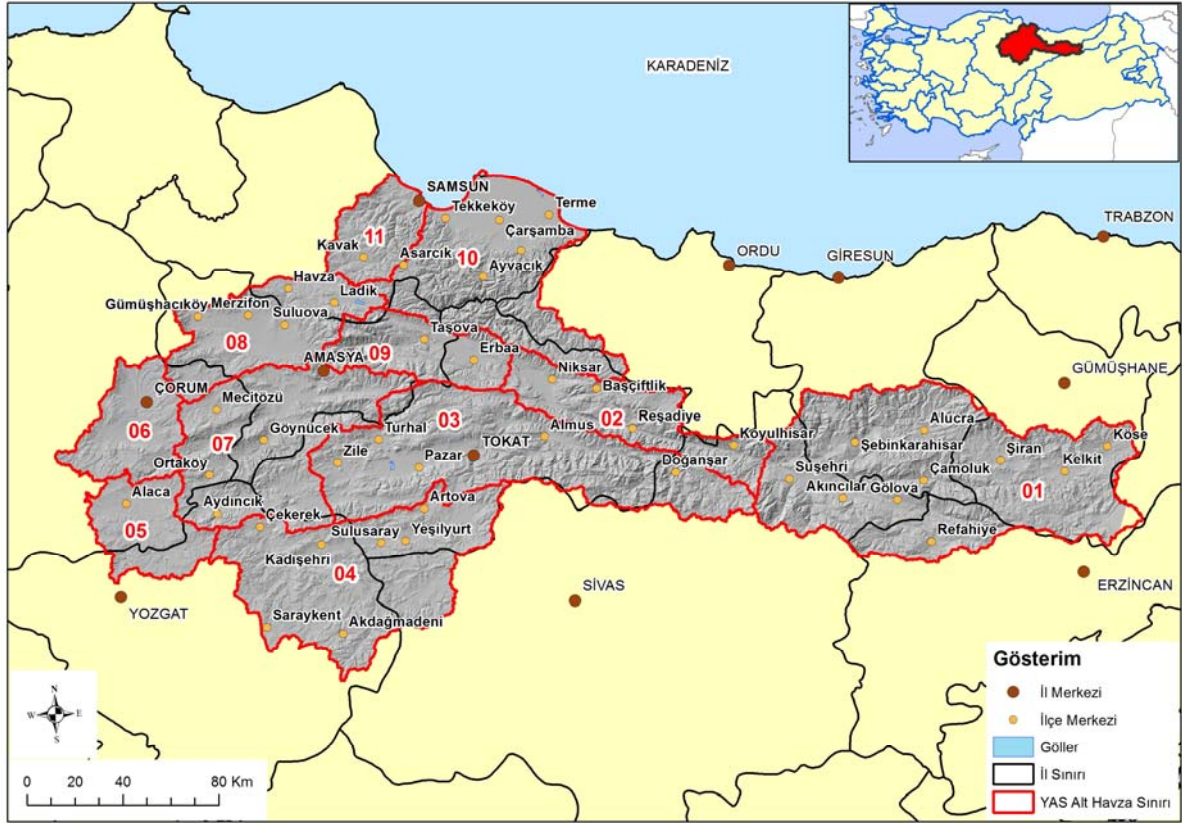 KARADENİZ
SAMSUN
Tekkeköy
Terme
Çarşamba
TRABZON
11
Kavak
Asarcık
10
Ayvacık
ORDU
GİRESUN
Havza
Ladik
Gümüşhacıköy
Merzifon
Suluova
Taşova
08
09
AMASYA
Erbaa
Niksar
Başçiftlik
GÜMÜŞHANE
ÇORUM
Mecitözü
03
02
06
07
Göynücek
Turhal
TOKAT
Almus
Reşadiye
Köyulhisar
Alucra
Şebinkarahisar
Köse
Şiran
Kelkit
Ortaköy
Zile
Pazar
Doğanşar
Suşehri
Çamoluk
Akıncılar
Gölova
01
Alaca
Aydıncık
Artova
05
Çekerek
Sulusaray
Yeşilyurt
Refahiye
Kadışehri
04
YOZGAT
SİVAS
ERZİNCAN
Saraykent
Akdağmadeni
Gösterim
İl Merkezi
İlçe Merkezi
Göller
İl Sınırı
YAS Alt Havza Sınırı
N
W
E
S
0 20 40 80 Km